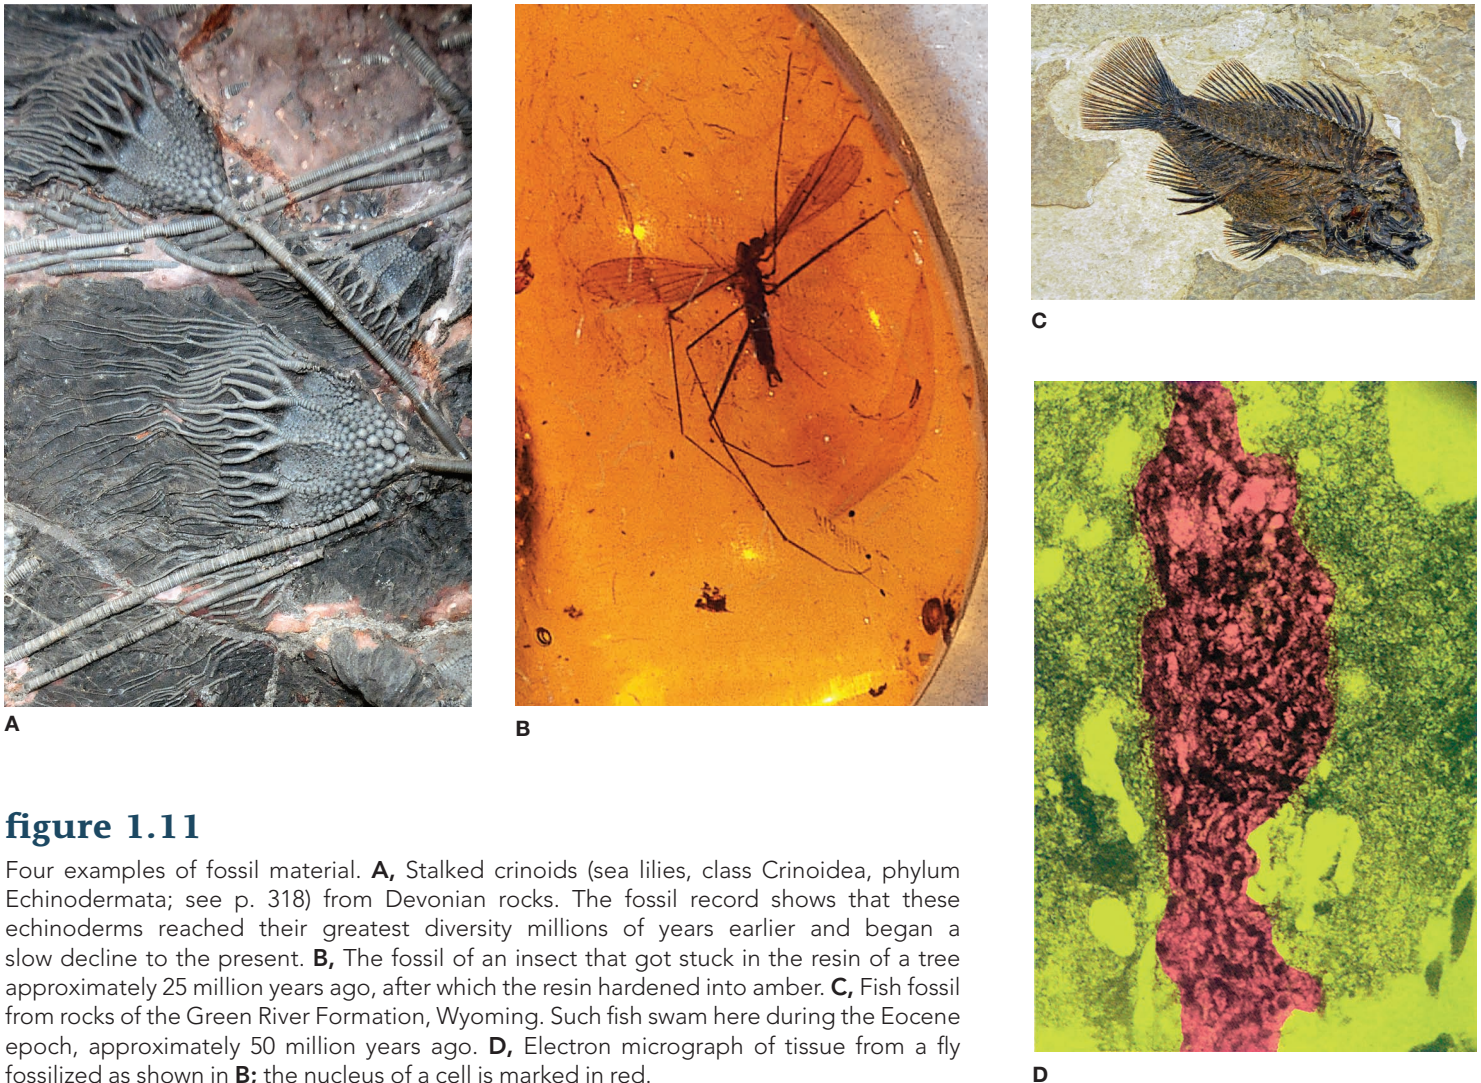 A
B
C
D
figure 1.11
Four examples of fossil material. A, Stalked crinoids (sea lilies, class Crinoidea, phylum
Echinodermata; see p. 318) from Devonian rocks. The fossil record shows that these
echinoderms reached their greatest diversity millions of years earlier and began a
slow decline to the present. B, The fossil of an insect that got stuck in the resin of a tree
approximately 25 million years ago, after which the resin hardened into amber. C, Fish fossil
from rocks of the Green River Formation, Wyoming. Such fish swam here during the Eocene
epoch, approximately 50 million years ago. D, Electron micrograph of tissue from a fly
fossilized as shown in B; the nucleus of a cell is marked in red.